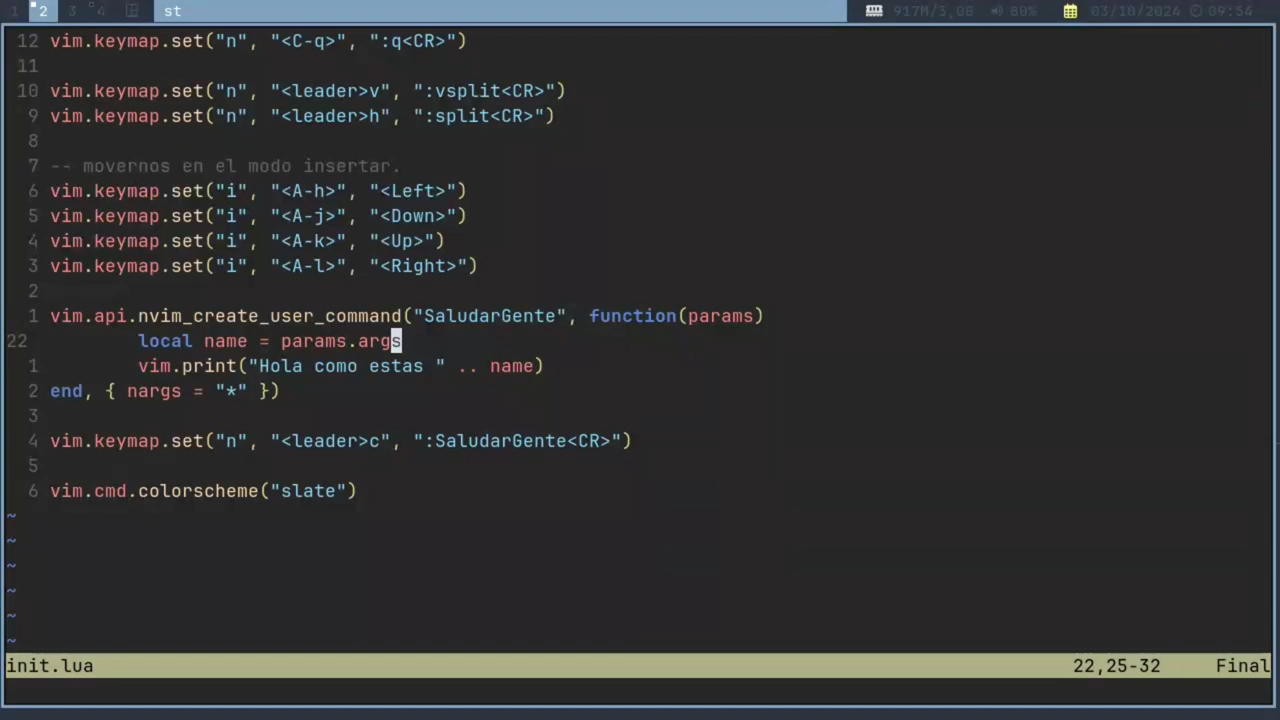 1 2 3 4 st 917M/3,0G 80% 03/10/2024 09:54
12 vim.keymap.set("n", "<C-q>", ":q<CR>")
11
10 vim.keymap.set("n", "<leader>v", ":vsplit<CR>")
9 vim.keymap.set("n", "<leader>h", ":split<CR>")
8
7 -- movernos en el modo insertar.
6 vim.keymap.set("i", "<A-h>", "<Left>")
5 vim.keymap.set("i", "<A-j>", "<Down>")
4 vim.keymap.set("i", "<A-k>", "<Up>")
3 vim.keymap.set("i", "<A-l>", "<Right>")
2
1 vim.api.nvim_create_user_command("SaludarGente", function(params)
22 local name = params.args
1 vim.print("Hola como estas " .. name)
2 end, { nargs = "*" })
3
4 vim.keymap.set("n", "<leader>c", ":SaludarGente<CR>")
5
6 vim.cmd.colorscheme("slate")
~
~
~
~
~
~
init.lua 22,25-32 Final